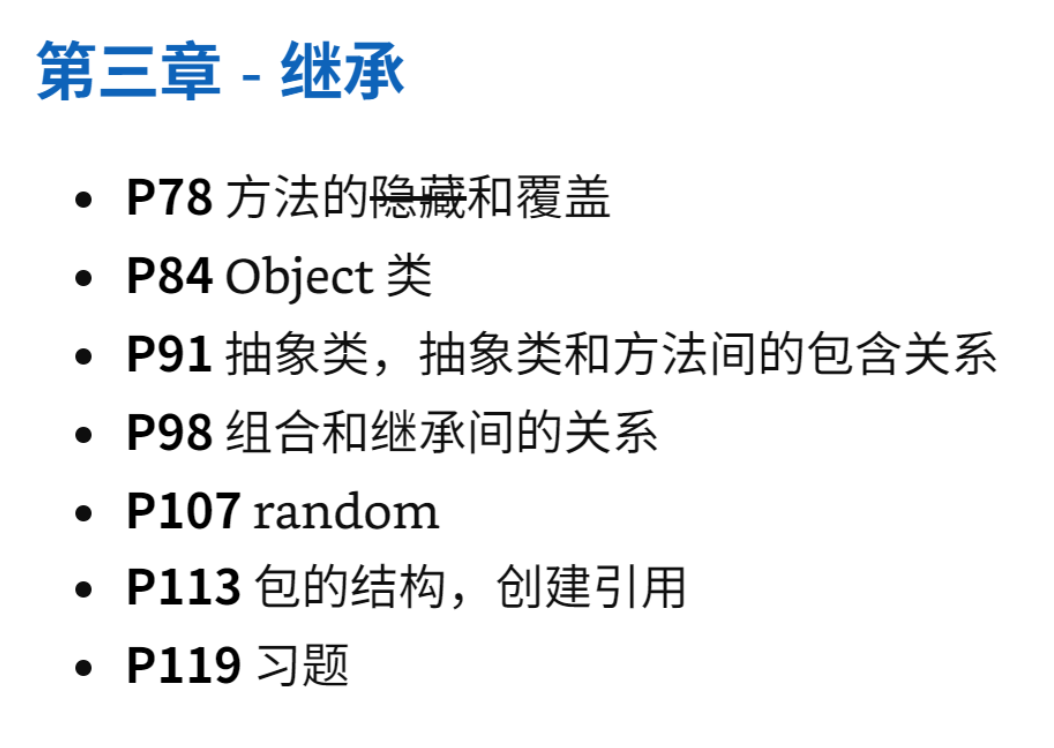 第三章 - 继承
• P78 方法的隐藏和覆盖
• P84 Object 类
• P91 抽象类，抽象类和方法间的包含关系
• P98 组合和继承间的关系
• P107 random
• P113 包的结构，创建引用
• P119 习题